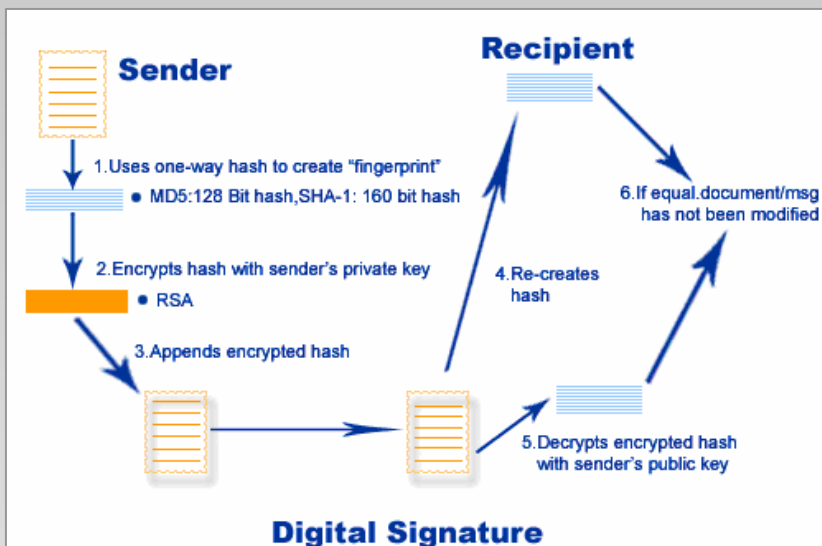 Sender
Recipient
1.Uses one-way hash to create “fingerprint”
• MD5:128 Bit hash,SHA-1: 160 bit hash
2.Encrypts hash with sender's private key
• RSA
3.Appends encrypted hash
4.Re-creates
hash
5.Decrypts encrypted hash
with sender's public key
6.If equal.document/msg
has not been modified
Digital Signature